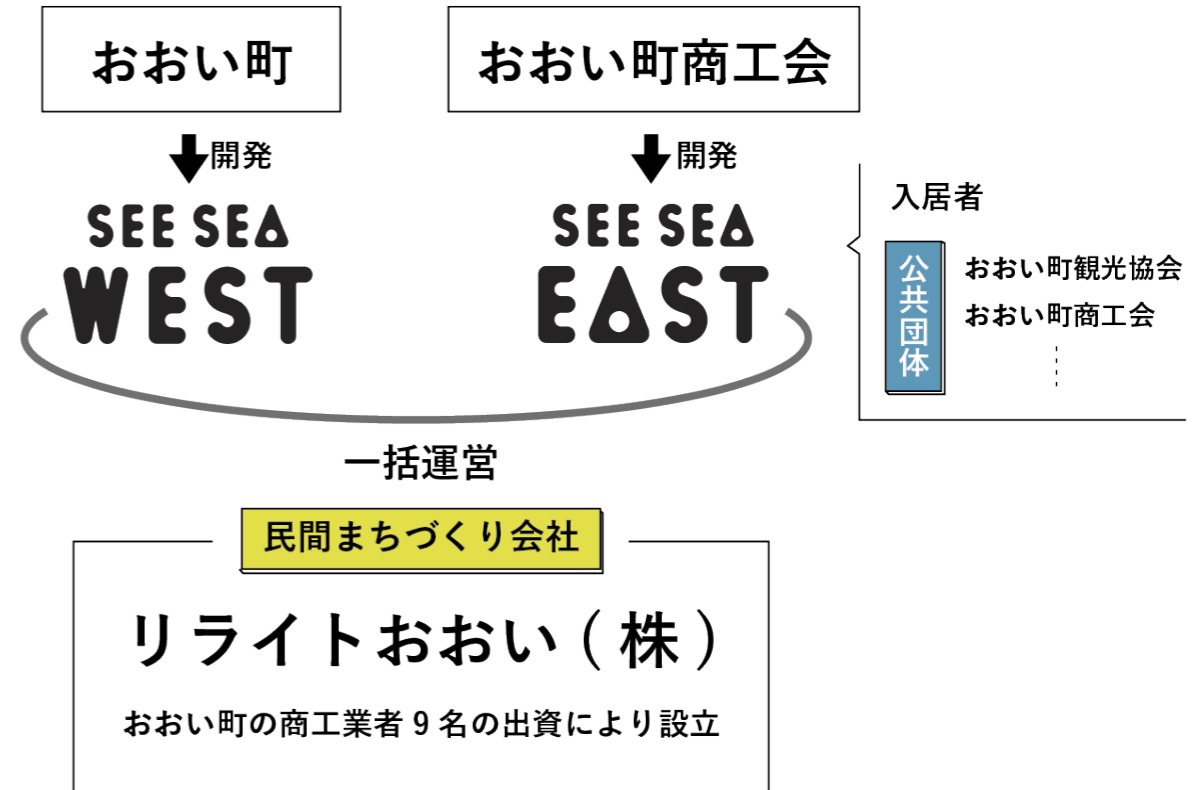 おおい町
おおい町商工会
開発
開発
SEE SEA
WEST
SEE SEA
EAST
入居者
公共団体
おおい町観光協会
おおい町商工会
一括運営
民間まちづくり会社
リライトおおい(株)
おおい町の商工業者9名の出資により設立